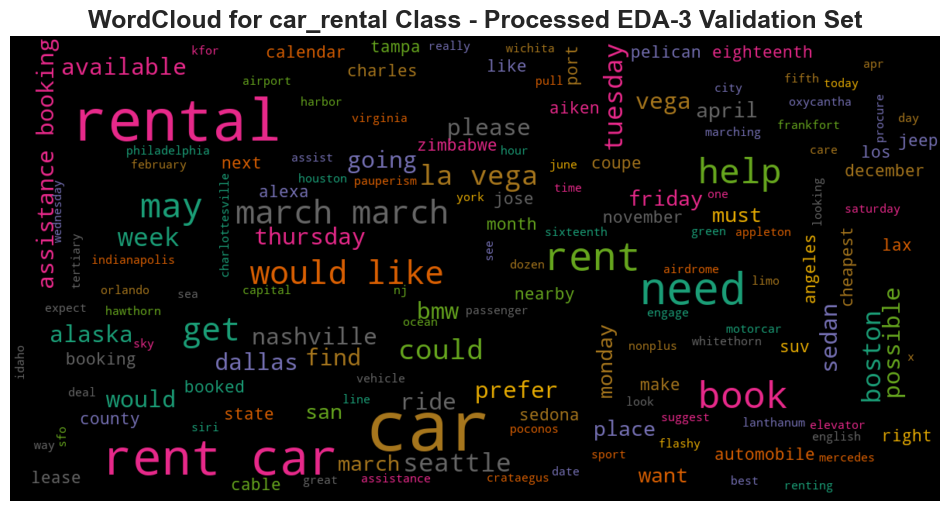 WordCloud for car_rental Class - Processed EDA-3 Validation Set
kfor
calendar
tampa
really
wichita
port
pelican
eighteenth
apr
available
charles
like
tuesday
fifth
today
assistance booking
airport
pull
city
rental
harbor
aiken
vega
april
oxycantha
procure
day
virginia
please
marching
frankfort
jeep
philadelphia
zimbabwe
hour
care
los
february
next
assist
going
june
coupe
help
december
houston
pauperism
la vega
time
wednesday
charlottesville
alexa
york
jose
friday
one
looking
may
march march
month
november
must
saturday
week
thursday
sixteenth
green
appleton
tertiary
see
rent
angeles
cheapest
lax
indianapolis
would like
dozen
airdrome
limo
orlando
sea
capital
nj
nearby
need
expect
hawthorn
bmw
passenger
engage
alaska
get
nashville
ocean
motorcar
sedan
boston
possible
sky
could
monday
nonplus
whitethorn
suv
idaho
booking
dallas
find
x
vehicle
make
deal
would
booked
prefer
book
line
ride
look
county
state
san
sedona
suggest
lanthanum
elevator
siri
car
poconos
place
english
right
way
sfo
flashy
rent car
march
seattle
sport
automobile
mercedes
lease
cable
great
assistance
crataegus
date
want
best
renting